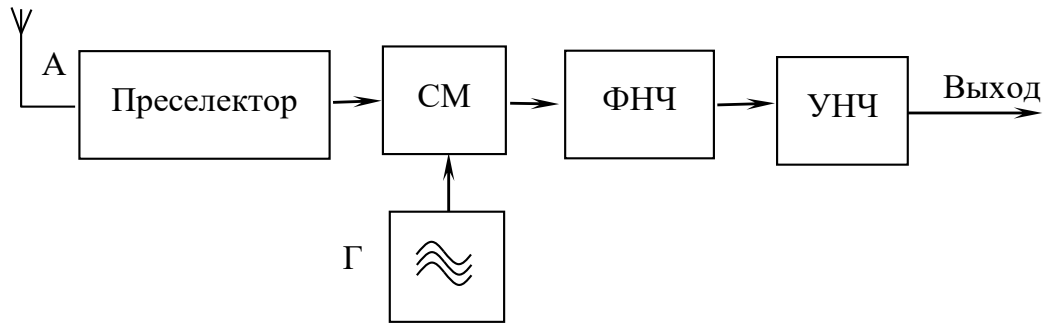 А
Преселектор
СМ
ФНЧ
УНЧ
Выход
Г